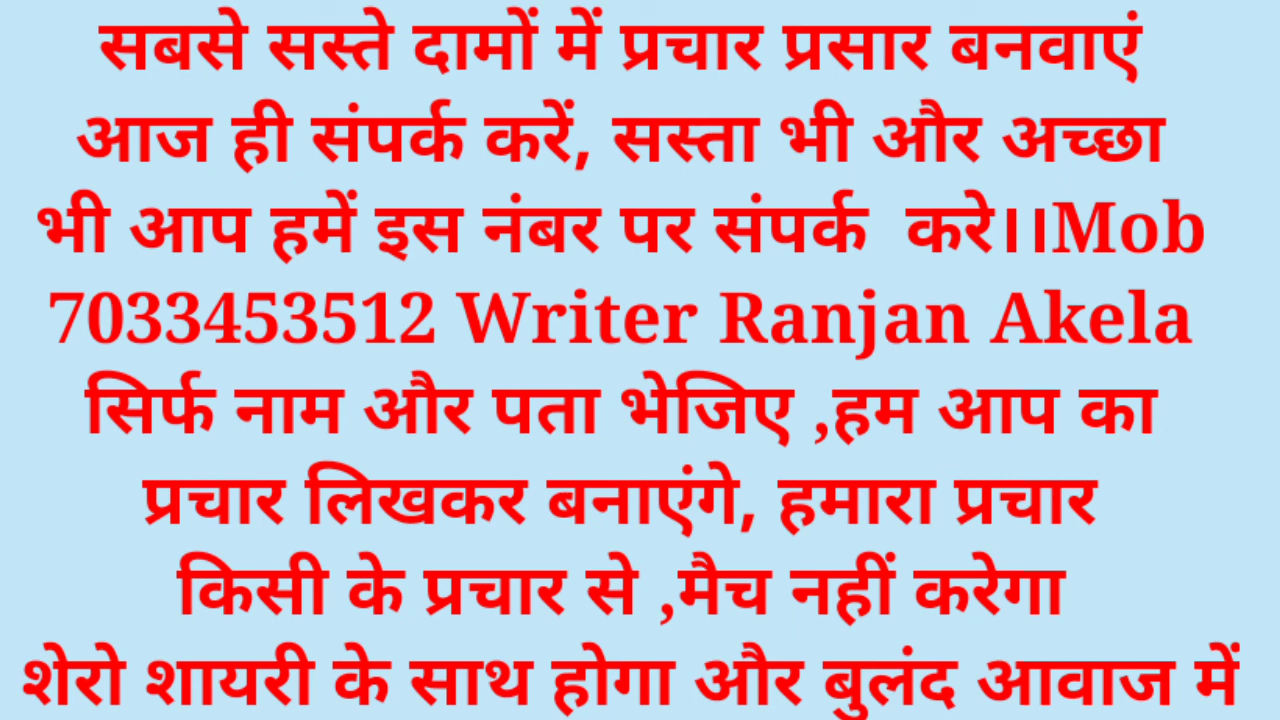 सबसे सस्ते दामों में प्रचार प्रसार बनवाएं
आज ही संपर्क करें, सस्ता भी और अच्छा
भी आप हमें इस नंबर पर संपर्क  करे।।Mob
7033453512 Writer Ranjan Akela
सिर्फ नाम और पता भेजिए ,हम आप का
प्रचार लिखकर बनाएंगे, हमारा प्रचार
किसी के प्रचार से ,मैच नहीं करेगा
शेरो शायरी के साथ होगा और बुलंद आवाज में